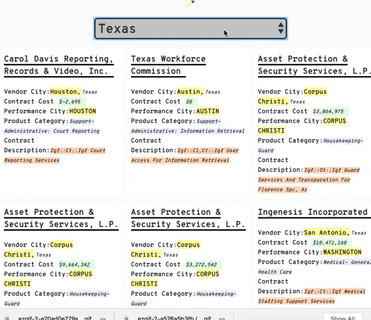 Texas
Carol Davis Reporting,
Records & Video, Inc.
Vendor City:Houston,Texas
Contract Cost $-2,695
Performance City:HOUSTON
Product Category:Support-
Administrative: Court Reporting
Contract
Description:Igf::Ct::Igf Court
Reporting Services
Texas Workforce
Commission
Vendor City:Austin,Texas
Contract Cost $0
Performance City:AUSTIN
Product Category:Support-
Administrative: Information Retrieval
Contract
Description:Igf::Cl,Ct::Igf User
Access For Information Retrieval
Asset Protection &
Security Services, L.P.
Vendor City:Corpus
Christi,Texas
Contract Cost $3,864,975
Performance City:CORPUS
CHRISTI
Product Category:Housekeeping-
Guard
Contract
Description:Igf::Ot::Igf Guard
Services And Transporation For
Florence Spc, Az
Asset Protection &
Security Services, L.P.
Vendor City:Corpus
Christi,Texas
Contract Cost $9,664,342
Performance City:CORPUS
CHRISTI
Product Category:Housekeeping-
Guard
Asset Protection &
Security Services, L.P.
Vendor City:Corpus
Christi,Texas
Contract Cost $3,272,542
Performance City:CORPUS
CHRISTI
Product Category:Housekeeping-
Guard
Ingenesis Incorporated
Vendor City:San Antonio,Texas
Contract Cost $10,471,160
Performance City:WASHINGTON
Product Category:Medical- General
Health Care
Contract
Description:Igf::Ct::Igf Medical
Staffing Support Services
Show All